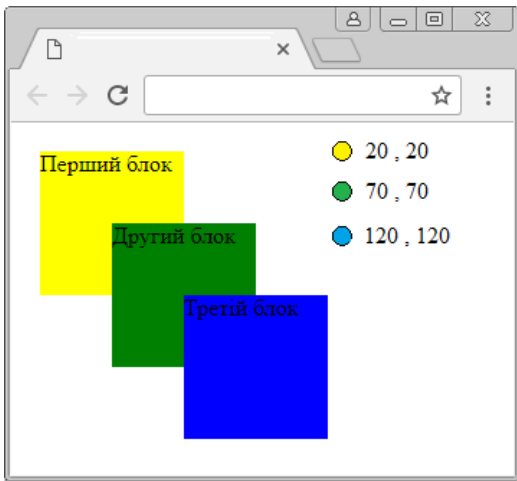 Перший блок
20 , 20
70 , 70
Другий блок
120 , 120
Третій блок